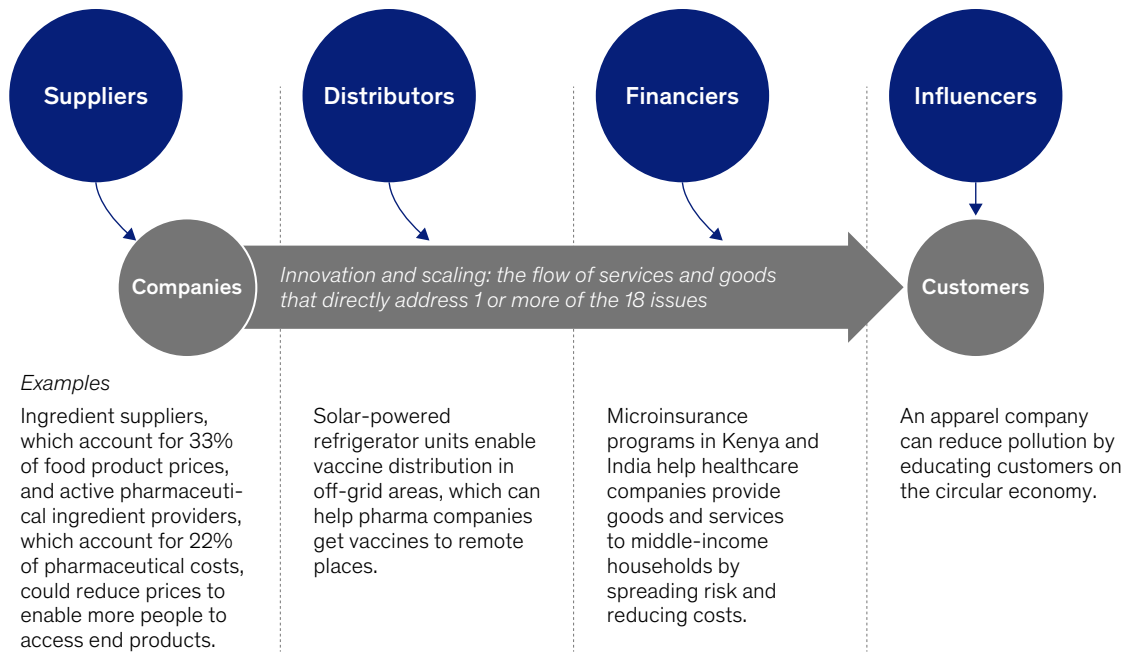 Suppliers
Distributors
Financiers
Influencers
Companies
Innovation and scaling: the flow of services and goods
that directly address 1 or more of the 18 issues
Customers
Examples
Ingredient suppliers,
which account for 33%
of food product prices,
and active pharmaceuti-
cal ingredient providers,
which account for 22%
of pharmaceutical costs,
could reduce prices to
enable more people to
access end products.
Solar-powered
refrigerator units enable
vaccine distribution in
off-grid areas, which can
help pharma companies
get vaccines to remote
places.
Microinsurance
programs in Kenya and
India help healthcare
companies provide
goods and services
to middle-income
households by
spreading risk and
reducing costs.
An apparel company
can reduce pollution by
educating customers on
the circular economy.